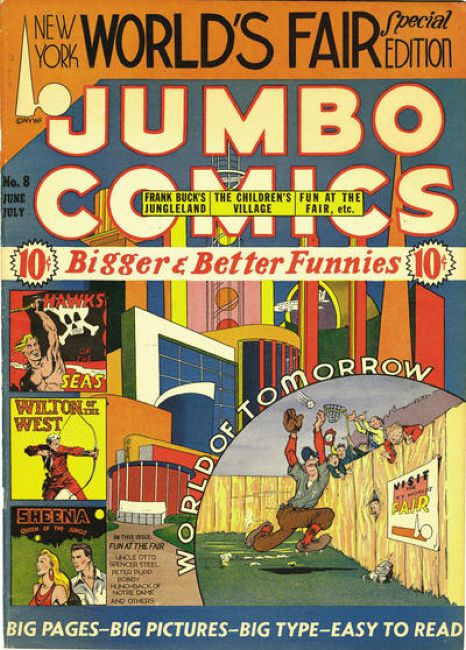 NEW YORK WORLD'S FAIR Special EDITION
©NYWF
JUMBO
COMICS
No. 8
JUNE
JULY
FRANK BUCK'S JUNGLELAND
THE CHILDREN'S VILLAGE
FUN AT THE FAIR, etc.
10¢ Bigger & Better Funnies 10¢
HAWKS
OF THE
SEAS
WILTON OF THE
WEST
SHEENA
QUEEN OF THE JUNGLE
WORLD OF TOMORROW
VISIT
THE
N.Y. WORLD'S
FAIR
IN THIS ISSUE
FUN AT THE FAIR
UNCLE OTTO
SPENCER STEEL
PETER PUPP
BOBBY
HUNCHBACK OF
NOTRE DAME
AND OTHERS
BIG PAGES–BIG PICTURES–BIG TYPE–EASY TO READ